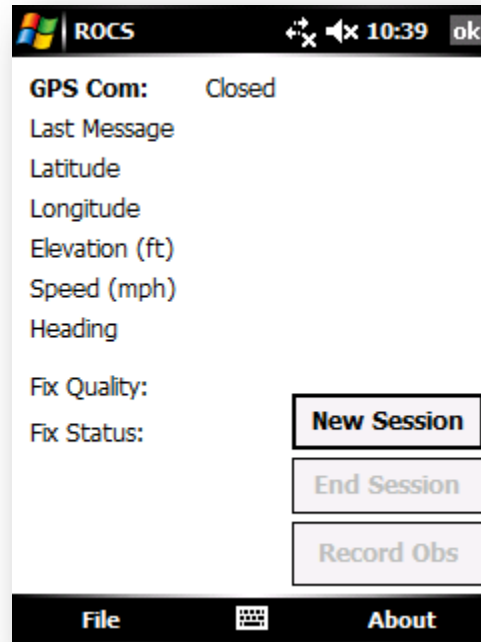 ROCS 10:39 ok
GPS Com: Closed
Last Message
Latitude
Longitude
Elevation (ft)
Speed (mph)
Heading
Fix Quality:
Fix Status:
New Session
End Session
Record Obs
File About